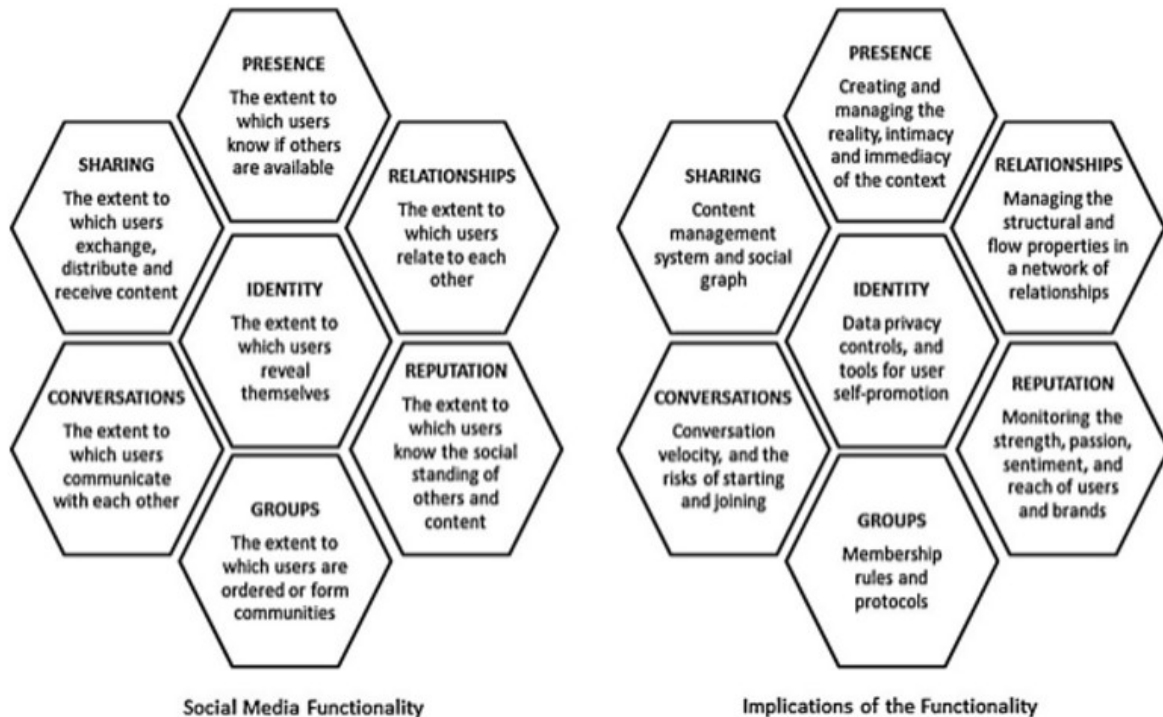 PRESENCE
The extent to
which users
know if others
are available
SHARING
The extent to
which users
exchange,
distribute and
receive content
RELATIONSHIPS
The extent to
which users
relate to each
other
IDENTITY
The extent to
which users
reveal
themselves
CONVERSATIONS
The extent to
which users
communicate
with each other
REPUTATION
The extent to
which users
know the social
standing of
others and
content
GROUPS
The extent to
which users are
ordered or form
communities
Social Media Functionality
PRESENCE
Creating and
managing the
reality, intimacy
and immediacy
of the context
SHARING
Content
management
system and social
graph
RELATIONSHIPS
Managing the
structural and
flow properties in
a network of
relationships
IDENTITY
Data privacy
controls, and
tools for user
self-promotion
CONVERSATIONS
Conversation
velocity, and the
risks of starting
and joining
REPUTATION
Monitoring the
strength, passion,
sentiment, and
reach of users
and brands
GROUPS
Membership
rules and
protocols
Implications of the Functionality